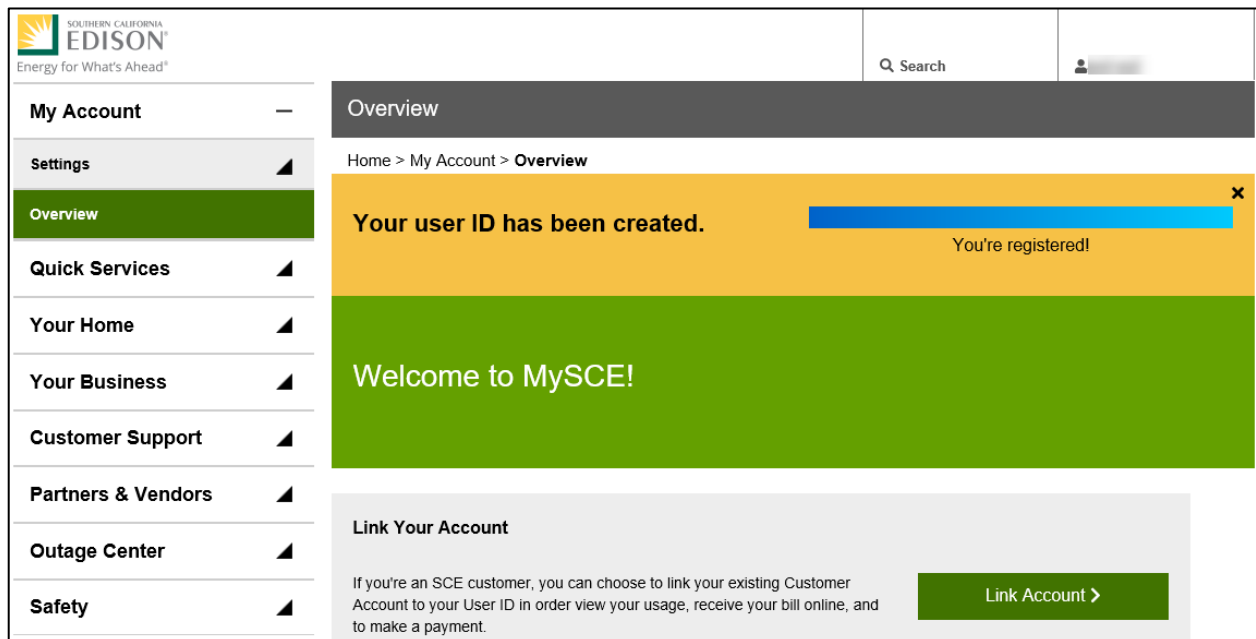 SOUTHERN CALIFORNIA
EDISON®
Energy for What's Ahead®
Search
My Account
Settings
Overview
Quick Services
Your Home
Your Business
Customer Support
Partners & Vendors
Outage Center
Safety
Overview
Home > My Account > Overview
Your user ID has been created.
You're registered!
Welcome to MySCE!
Link Your Account
If you're an SCE customer, you can choose to link your existing Customer
Account to your User ID in order view your usage, receive your bill online, and
to make a payment.
Link Account